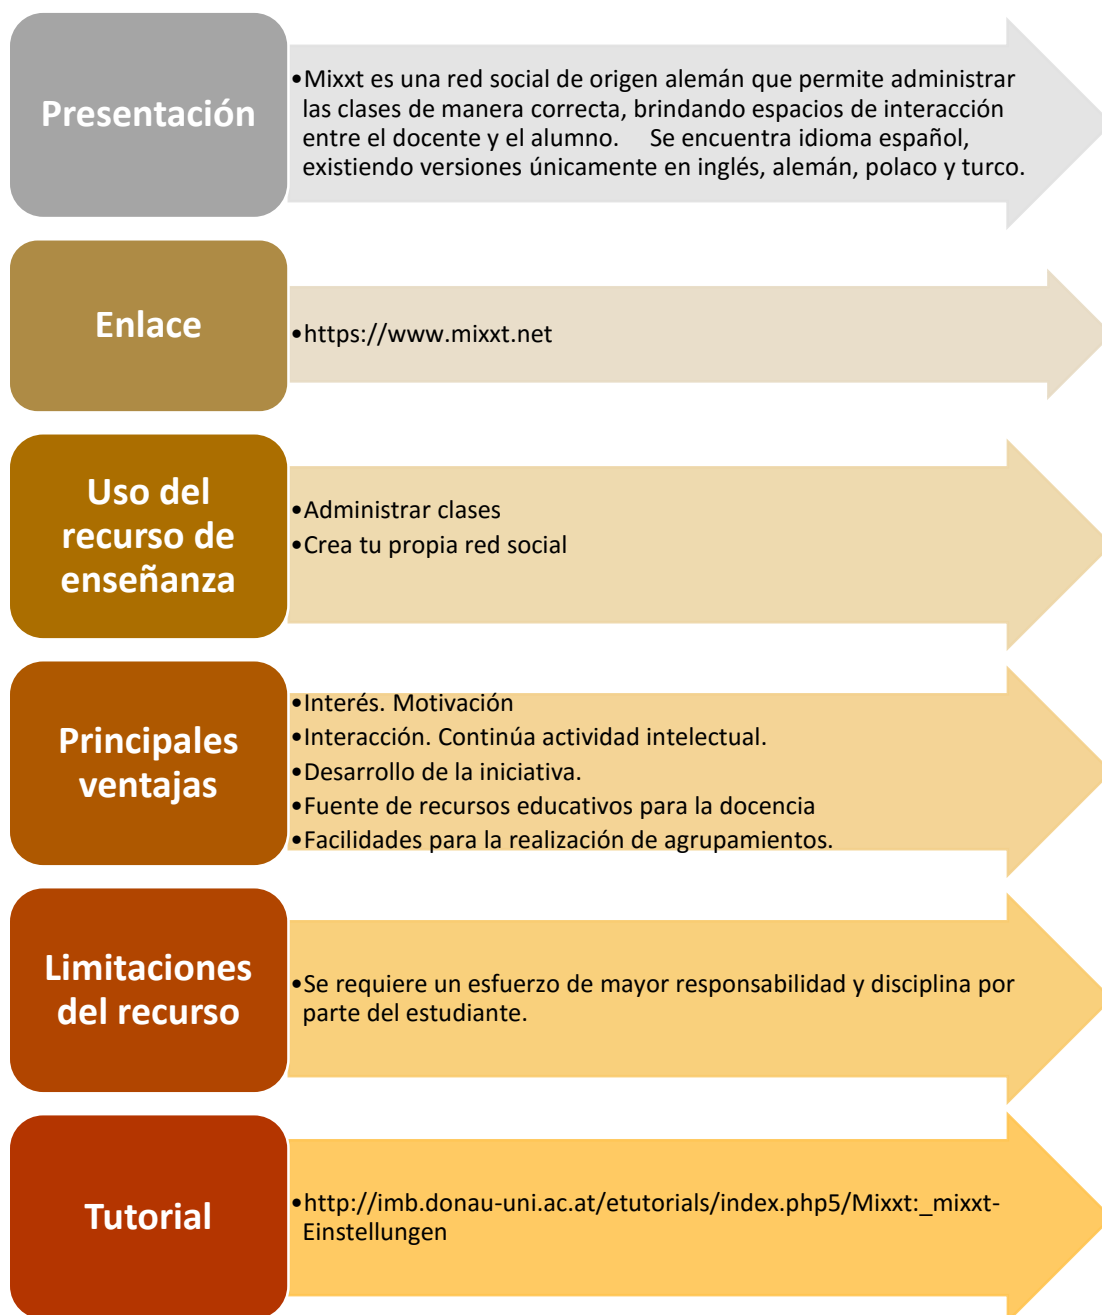 Presentación
•Mixxt es una red social de origen alemán que permite administrar
las clases de manera correcta, brindando espacios de interacción
entre el docente y el alumno. Se encuentra idioma español,
existiendo versiones únicamente en inglés, alemán, polaco y turco.
Enlace
•https://www.mixxt.net
Uso del
recurso de
enseñanza
•Administrar clases
•Crea tu propia red social
Principales
ventajas
•Interés. Motivación
•Interacción. Continúa actividad intelectual.
•Desarrollo de la iniciativa.
•Fuente de recursos educativos para la docencia
•Facilidades para la realización de agrupamientos.
Limitaciones
del recurso
•Se requiere un esfuerzo de mayor responsabilidad y disciplina por
parte del estudiante.
Tutorial
•http://imb.donau-uni.ac.at/etutorials/index.php5/Mixxt:_mixxt-
Einstellungen